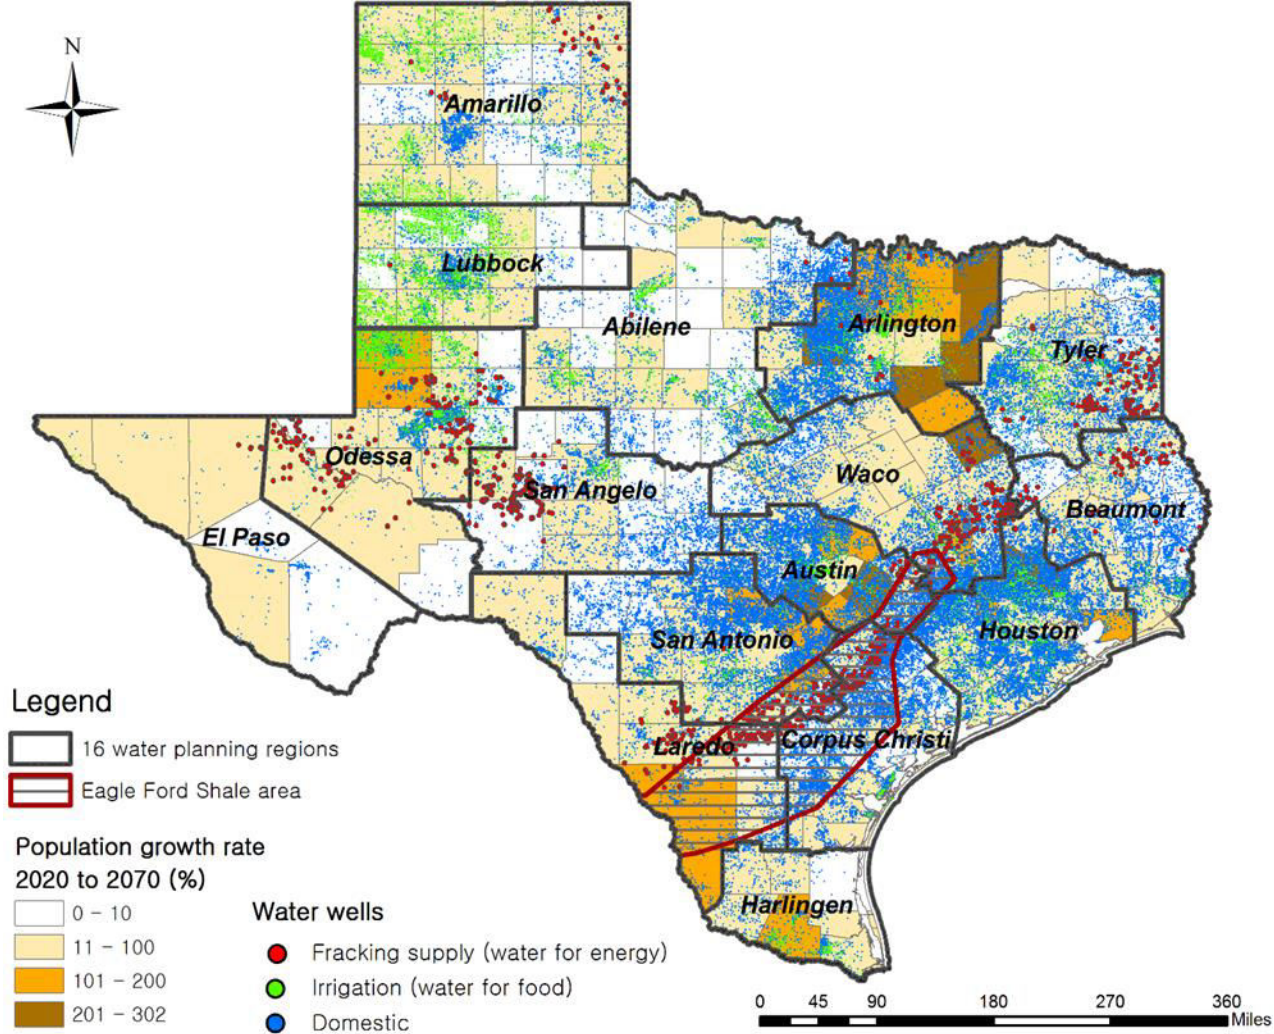 N
Amarillo
Lubbock
Abilene
Arlington
Tyler
Odessa
San Angelo
Waco
El Paso
Beaumont
Austin
San Antonio
Houston
Laredo
Corpus Christi
Harlingen
Legend
16 water planning regions
Eagle Ford Shale area
Population growth rate
2020 to 2070 (%)
0 – 10
11 – 100
101 – 200
201 – 302
Water wells
Fracking supply (water for energy)
Irrigation (water for food)
Domestic
0 45 90 180 270 360
Miles